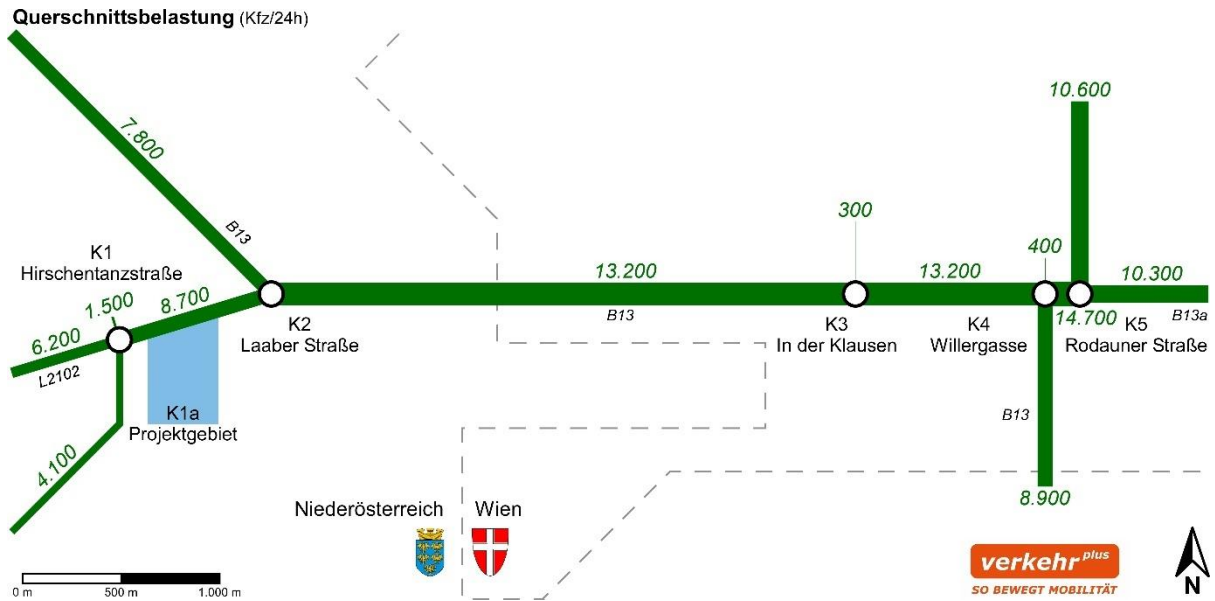 Querschnittsbelastung (Kfz/24h)
10.600
7.800
B13
300
400
K1
Hirschentanzstraße
13.200
13.200
10.300
1.500
8.700
6.200
L2102
K2
Laaber Straße
B13
K3
In der Klausen
K4
Willergasse
14.700
K5
Rodauner Straße
B13a
K1a
Projektgebiet
B13
4.100
8.900
Niederösterreich
Wien
0 m
500 m
1.000 m
verkehr plus
SO BEWEGT MOBILITÄT
N